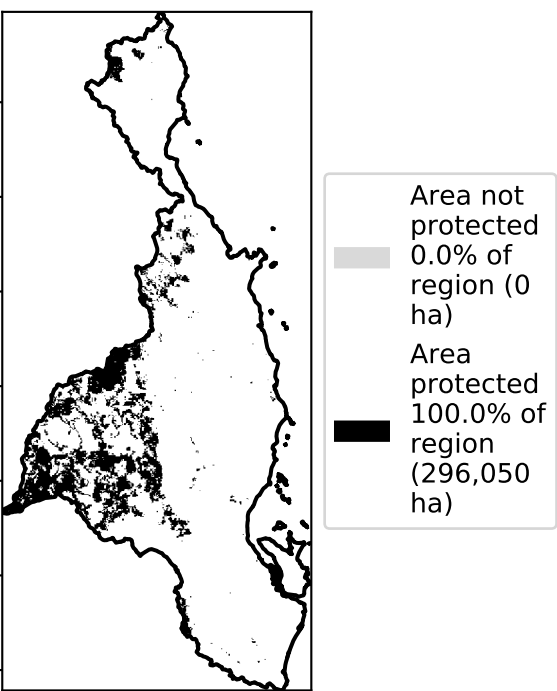 Area not
protected
0.0% of
region (0
ha)
Area
protected
100.0% of
region
(296,050
ha)